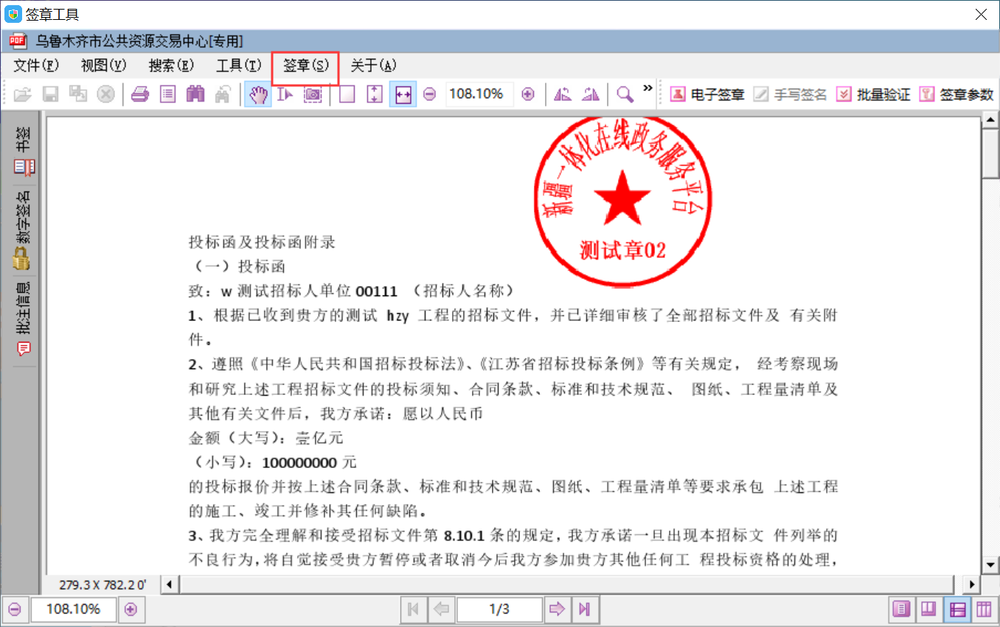 签章工具
乌鲁木齐市公共资源交易中心[专用]
文件(F) 视图(V) 搜索(E) 工具(T) 签章(S) 关于(A)
108.10% » 电子签章 手写签名 批量验证 签章参数
书签
数字签名
批注信息
新疆一体化在线政务服务平台
测试章02
投标函及投标函附录
（一）投标函
致：w 测试招标人单位 00111 （招标人名称）
1、根据已收到贵方的测试 hzy 工程的招标文件，并已详细审核了全部招标文件及 有关附
件。
2、遵照《中华人民共和国招标投标法》、《江苏省招标投标条例》等有关规定， 经考察现场
和研究上述工程招标文件的投标须知、合同条款、标准和技术规范、 图纸、工程量清单及
其他有关文件后，我方承诺：愿以人民币
金额（大写）：壹亿元
（小写）：100000000 元
的投标报价并按上述合同条款、标准和技术规范、图纸、工程量清单等要求承包 上述工程
的施工、竣工并修补其任何缺陷。
3、我方完全理解和接受招标文件第 8.10.1 条的规定，我方承诺一旦出现本招标文 件列举的
不良行为，将自觉接受贵方暂停或者取消今后我方参加贵方其他任何工 程投标资格的处理，
279.3 X 782.2 0'
108.10% 1/3